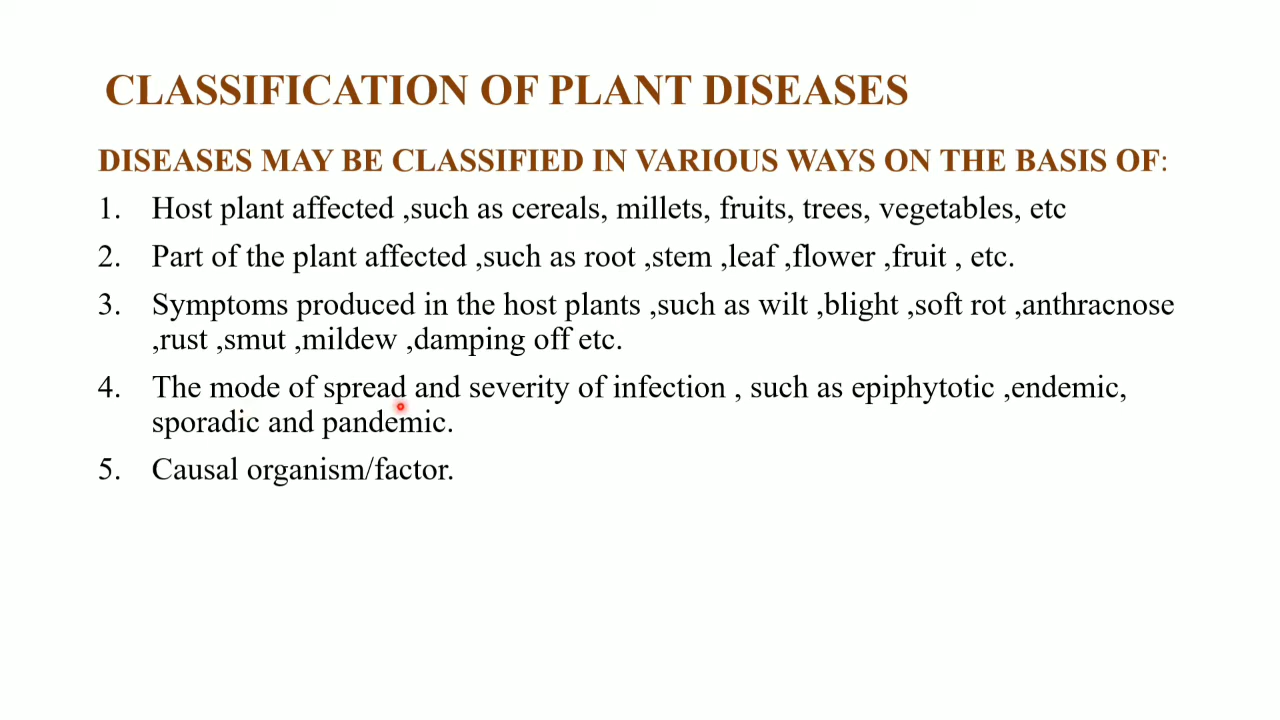 CLASSIFICATION OF PLANT DISEASES
DISEASES MAY BE CLASSIFIED IN VARIOUS WAYS ON THE BASIS OF:
1. Host plant affected ,such as cereals, millets, fruits, trees, vegetables, etc
2. Part of the plant affected ,such as root ,stem ,leaf ,flower ,fruit , etc.
3. Symptoms produced in the host plants ,such as wilt ,blight ,soft rot ,anthracnose
,rust ,smut ,mildew ,damping off etc.
4. The mode of spread and severity of infection , such as epiphytotic ,endemic,
sporadic and pandemic.
5. Causal organism/factor.